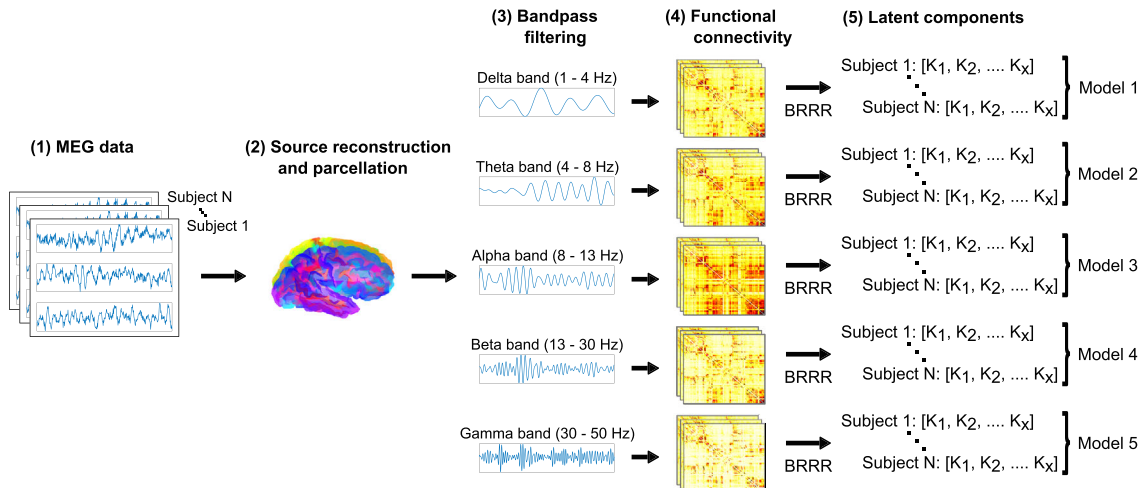 (1) MEG data
Subject N
Subject 1
(2) Source reconstruction
and parcellation
(3) Bandpass
filtering
(4) Functional
connectivity
(5) Latent components
Delta band (1 - 4 Hz)
BRRR
Subject 1: [K1, K2, .... Kx]
Subject N: [K1, K2, .... Kx]
Model 1
Theta band (4 - 8 Hz)
BRRR
Subject 1: [K1, K2, .... Kx]
Subject N: [K1, K2, .... Kx]
Model 2
Alpha band (8 - 13 Hz)
BRRR
Subject 1: [K1, K2, .... Kx]
Subject N: [K1, K2, .... Kx]
Model 3
Beta band (13 - 30 Hz)
BRRR
Subject 1: [K1, K2, .... Kx]
Subject N: [K1, K2, .... Kx]
Model 4
Gamma band (30 - 50 Hz)
BRRR
Subject 1: [K1, K2, .... Kx]
Subject N: [K1, K2, .... Kx]
Model 5